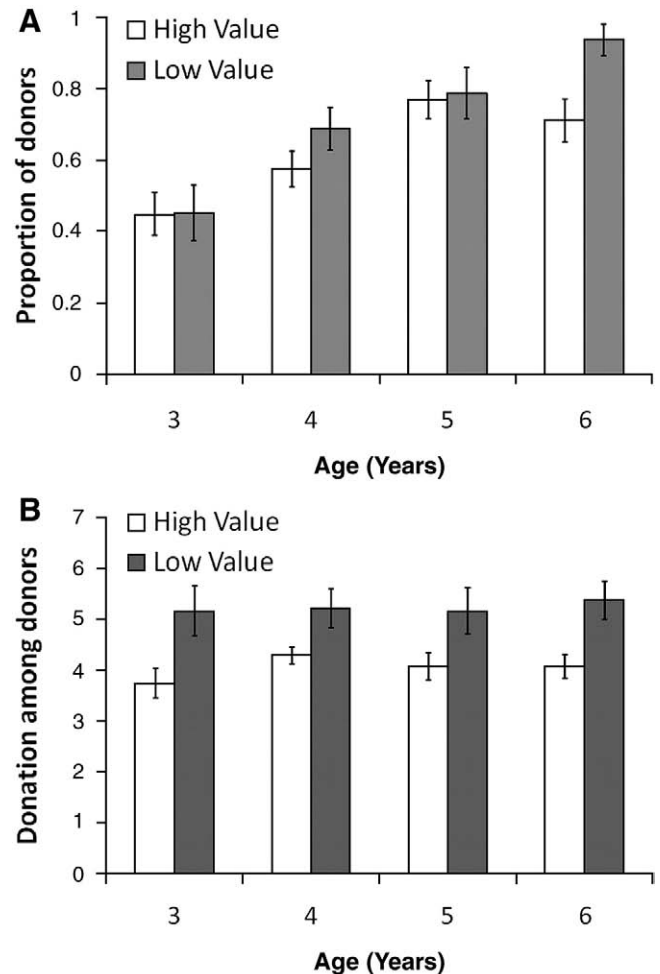 A
High Value
Low Value
Proportion of donors
1
0.8
0.6
0.4
0.2
0
3 4 5 6
Age (Years)
B
High Value
Low Value
Donation among donors
7
6
5
4
3
2
1
0
3 4 5 6
Age (Years)